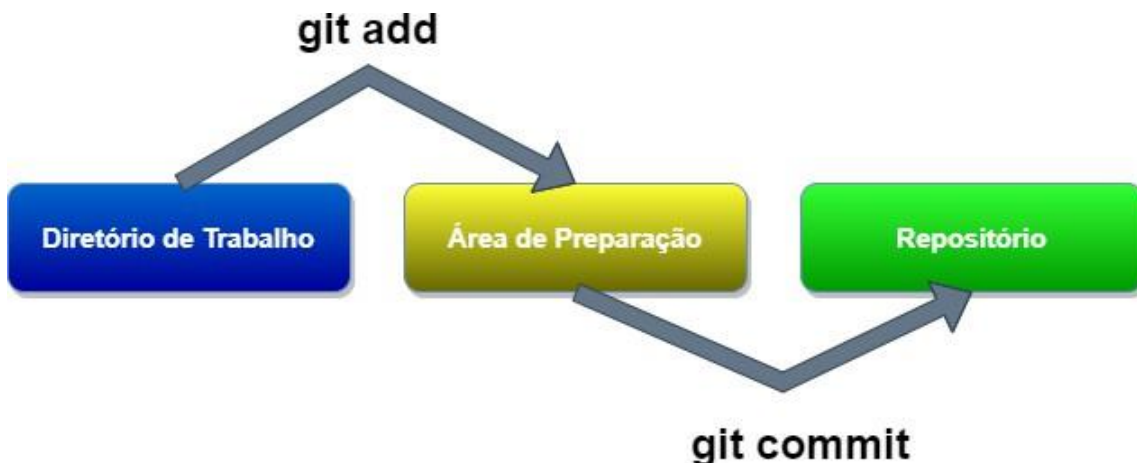 git add
Diretório de Trabalho
Área de Preparação
Repositório
git commit